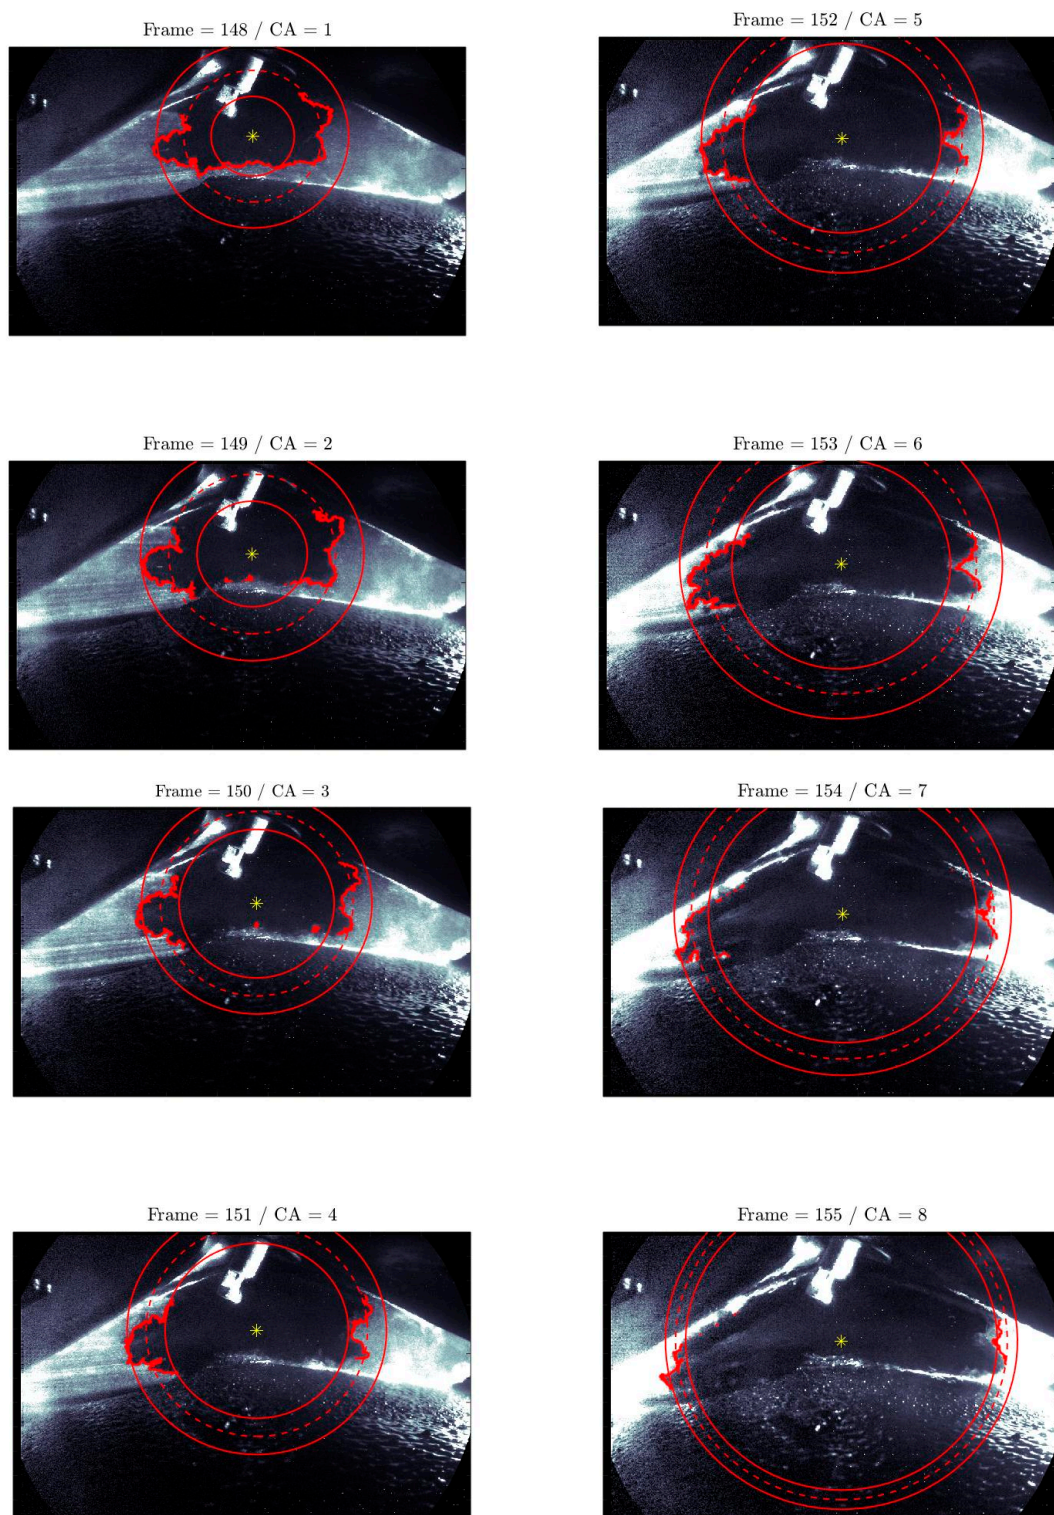 Frame = 148 / CA = 1
Frame = 152 / CA = 5
Frame = 149 / CA = 2
Frame = 153 / CA = 6
Frame = 150 / CA = 3
Frame = 154 / CA = 7
Frame = 151 / CA = 4
Frame = 155 / CA = 8